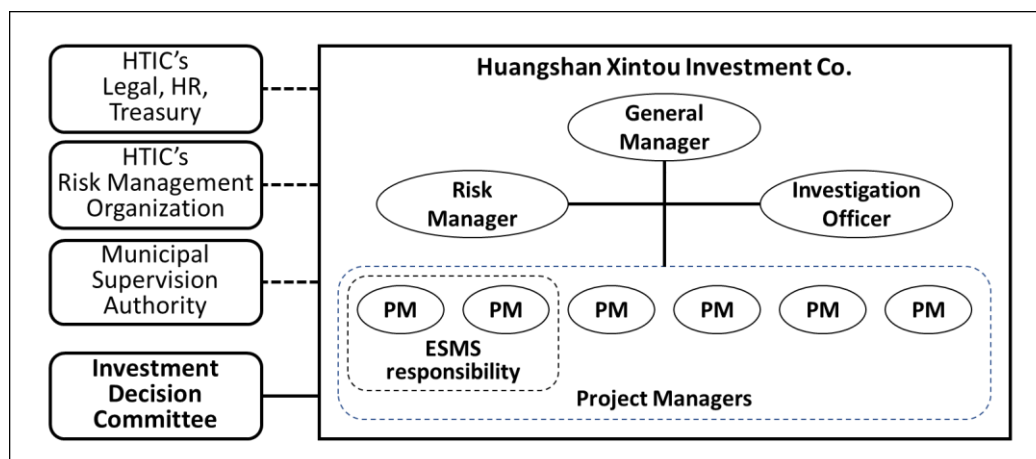 HTIC's
Legal, HR,
Treasury
HTIC's
Risk Management
Organization
Municipal
Supervision
Authority
Investment
Decision
Committee
Huangshan Xintou Investment Co.
General
Manager
Risk
Manager
Investigation
Officer
PM
PM
PM
PM
PM
PM
ESMS
responsibility
Project Managers